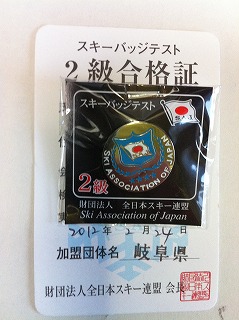 スキーバッジテスト
2級合格証
スキーバッジテスト
SAJ
SKI ASSOCIATION OF JAPAN
2級
財団法人 全日本スキー連盟
Ski Association of Japan
2012年 2月 24日
加盟団体名 岐阜県
財団法人全日本スキー連盟 会長